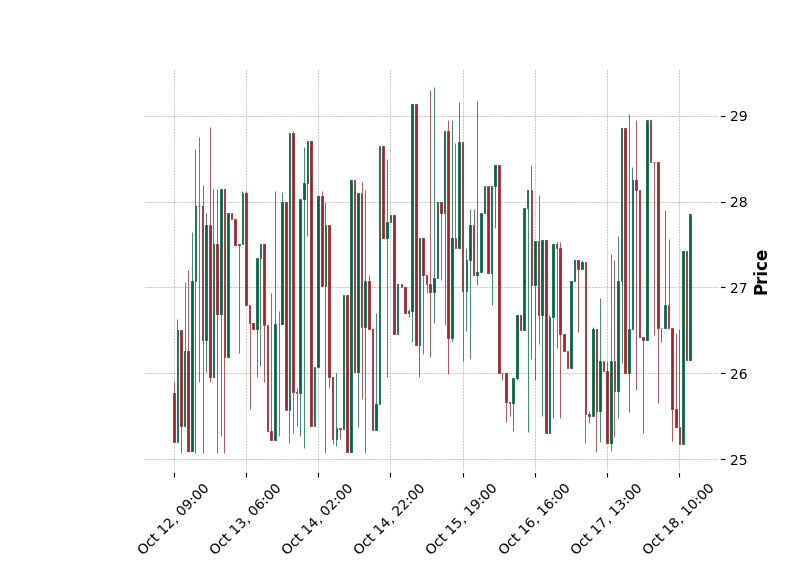 29
28
27
26
25
Price
Oct 12, 09:00
Oct 13, 06:00
Oct 14, 02:00
Oct 14, 22:00
Oct 15, 19:00
Oct 16, 16:00
Oct 17, 13:00
Oct 18, 10:00